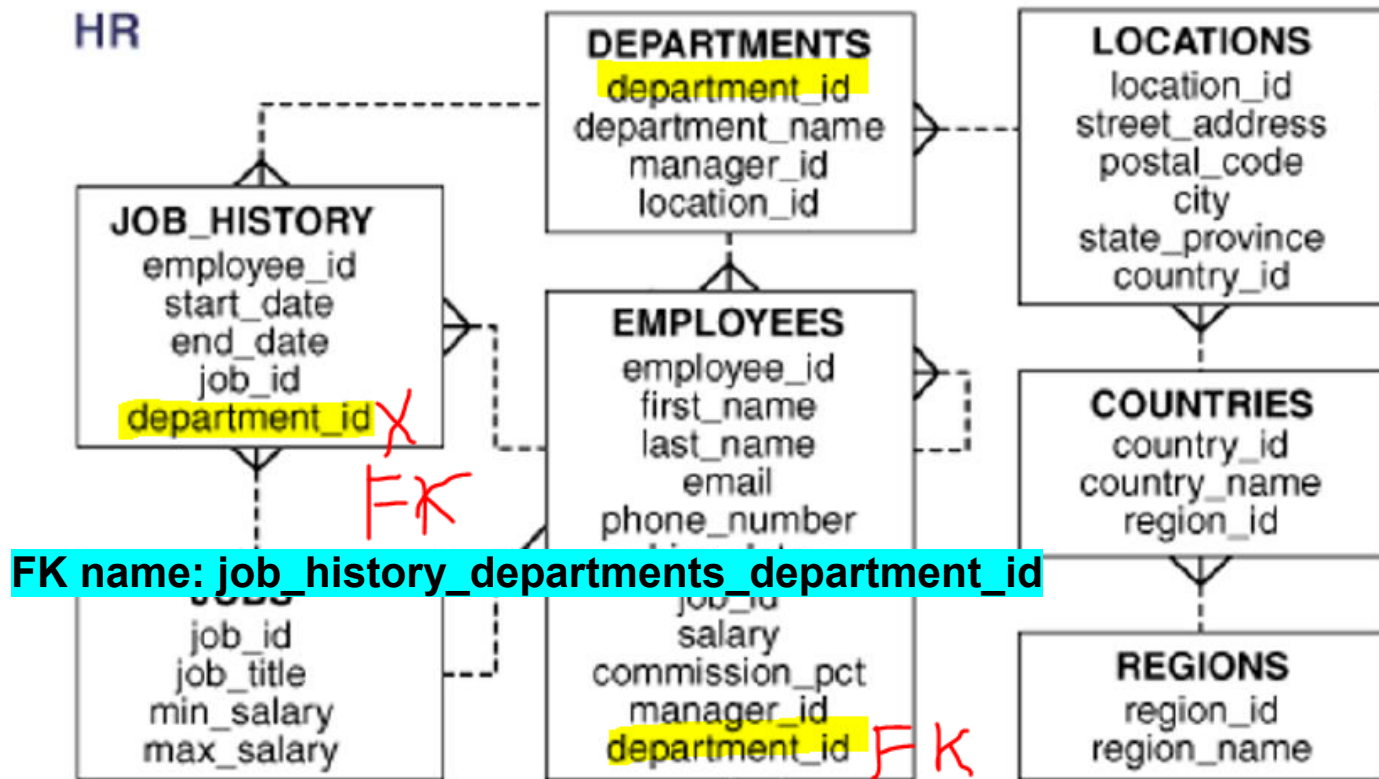 HR
DEPARTMENTS
department_id
department_name
manager_id
location_id
LOCATIONS
location_id
street_address
postal_code
city
state_province
country_id
JOB_HISTORY
employee_id
start_date
end_date
job_id
department_id X
FK
EMPLOYEES
employee_id
first_name
last_name
email
phone_number
COUNTRIES
country_id
country_name
region_id
FK name: job_history_departments_department_id
JOBS
job_id
job_title
min_salary
max_salary
job_id
salary
commission_pct
manager_id
department_id FK
REGIONS
region_id
region_name